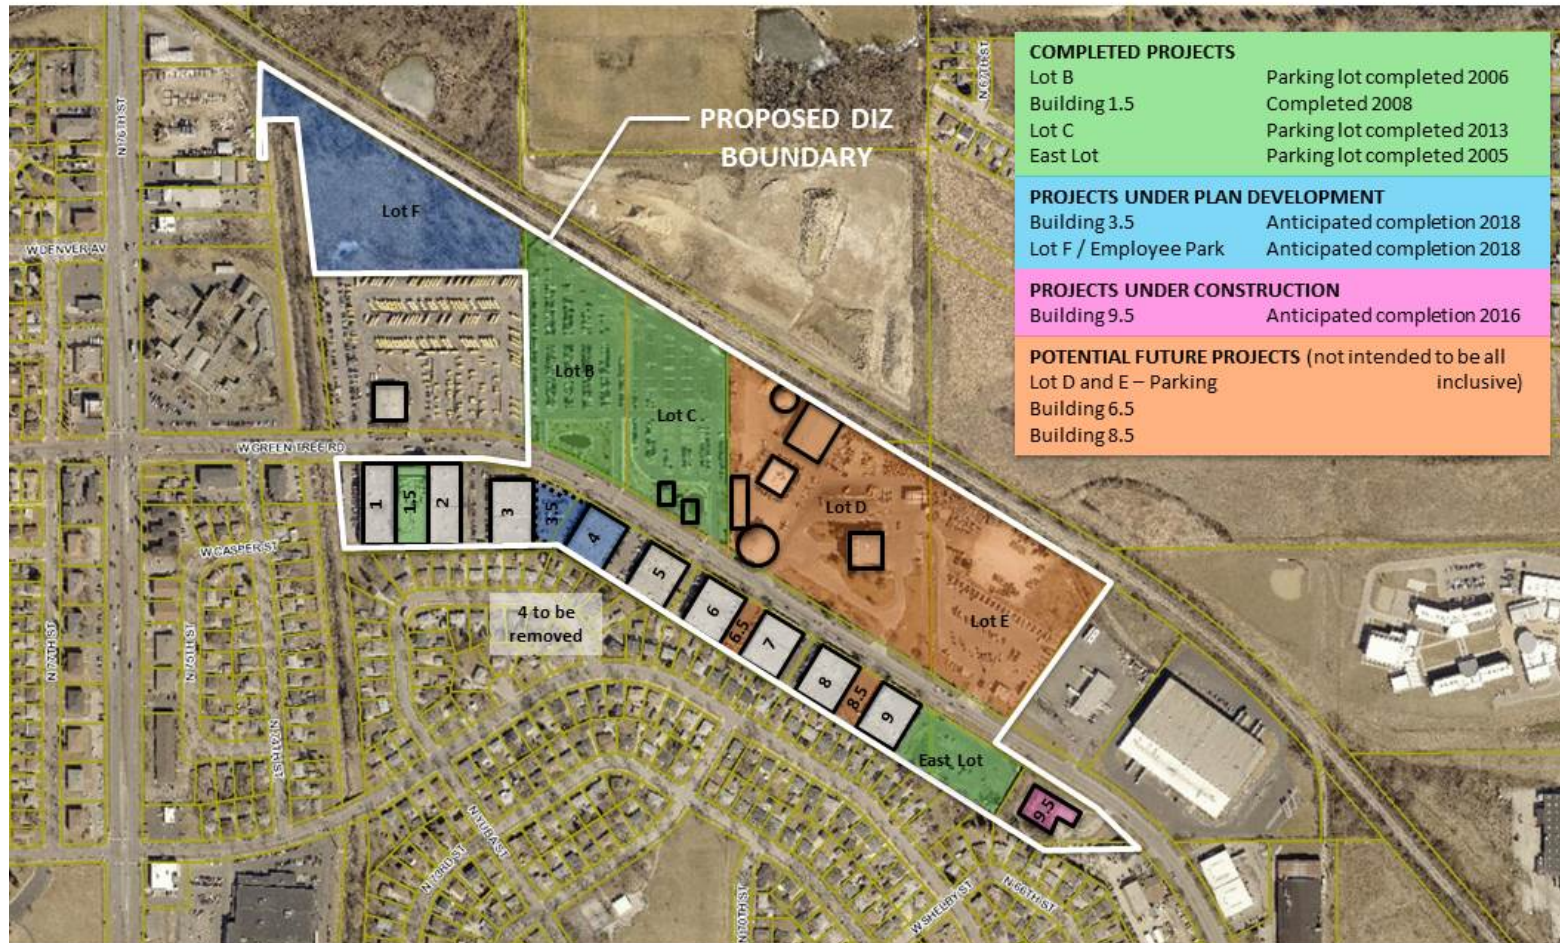 COMPLETED PROJECTS
Lot B Parking lot completed 2006
Building 1.5 Completed 2008
Lot C Parking lot completed 2013
East Lot Parking lot completed 2005
PROJECTS UNDER PLAN DEVELOPMENT
Building 3.5 Anticipated completion 2018
Lot F / Employee Park Anticipated completion 2018
PROJECTS UNDER CONSTRUCTION
Building 9.5 Anticipated completion 2016
POTENTIAL FUTURE PROJECTS (not intended to be all
Lot D and E – Parking inclusive)
Building 6.5
Building 8.5
PROPOSED DIZ
BOUNDARY
N 67TH ST
N 76TH ST
Lot F
W DENVER AV
Lot B
Lot C
W GREEN TREE RD
1
1.5
2
3
3.5
4
5
6
6.5
7
8
8.5
9
9.5
Lot D
Lot E
East Lot
4 to be
removed
W CASPER ST
N 77TH ST
N 75TH ST
N 74TH ST
N YUBA ST
N 73RD ST
N 70TH ST
W SHELBY ST
N 66TH ST